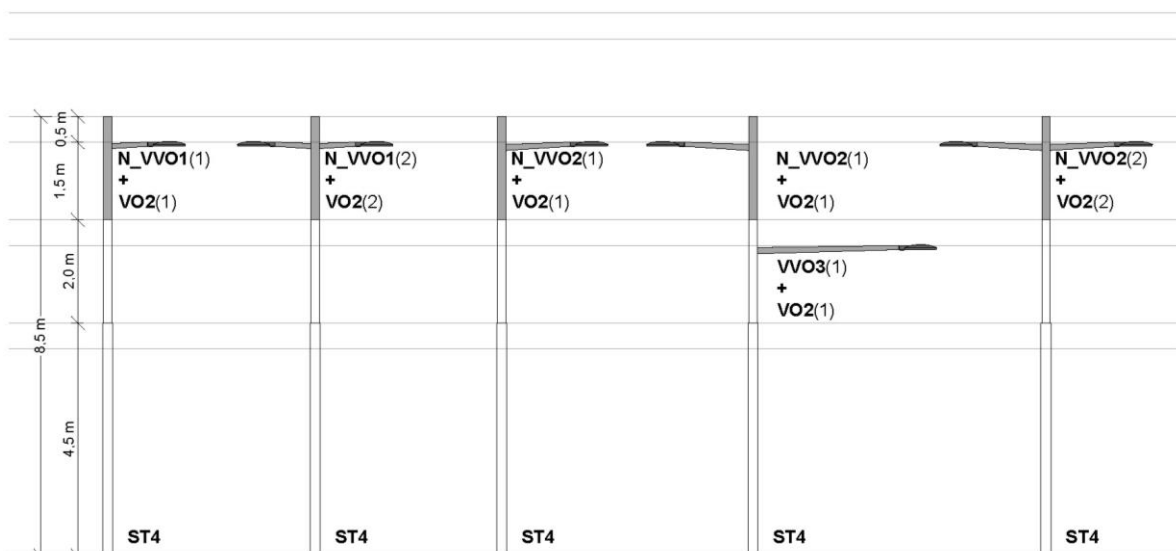 0,5 m
1,5 m
2,0 m
8,5 m
4,5 m
N_VVO1(1)
+
VO2(1)
N_VVO1(2)
+
VO2(2)
N_VVO2(1)
+
VO2(1)
N_VVO2(1)
+
VO2(1)
N_VVO2(2)
+
VO2(2)
VVO3(1)
+
VO2(1)
ST4
ST4
ST4
ST4
ST4